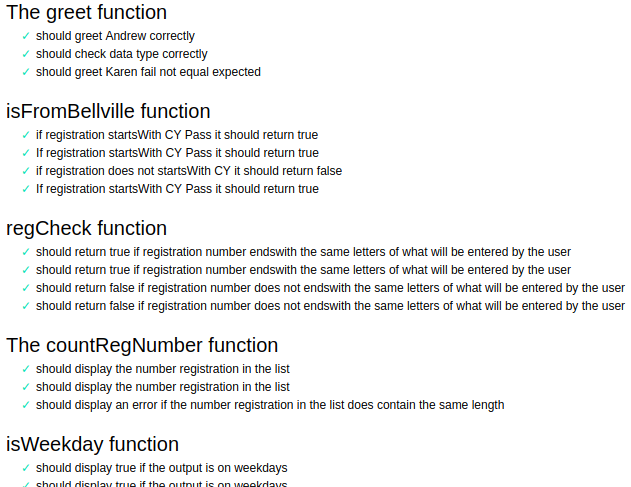 The greet function
✓ should greet Andrew correctly
✓ should check data type correctly
✓ should greet Karen fail not equal expected
isFromBellville function
✓ if registration startsWith CY Pass it should return true
✓ If registration startsWith CY Pass it should return true
✓ if registration does not startsWith CY it should return false
✓ If registration startsWith CY Pass it should return true
regCheck function
✓ should return true if registration number endswith the same letters of what will be entered by the user
✓ should return true if registration number endswith the same letters of what will be entered by the user
✓ should return false if registration number does not endswith the same letters of what will be entered by the user
✓ should return false if registration number does not endswith the same letters of what will be entered by the user
The countRegNumber function
✓ should display the number registration in the list
✓ should display the number registration in the list
✓ should display an error if the number registration in the list does contain the same length
isWeekday function
✓ should display true if the output is on weekdays
✓ should display true if the output is on weekdays